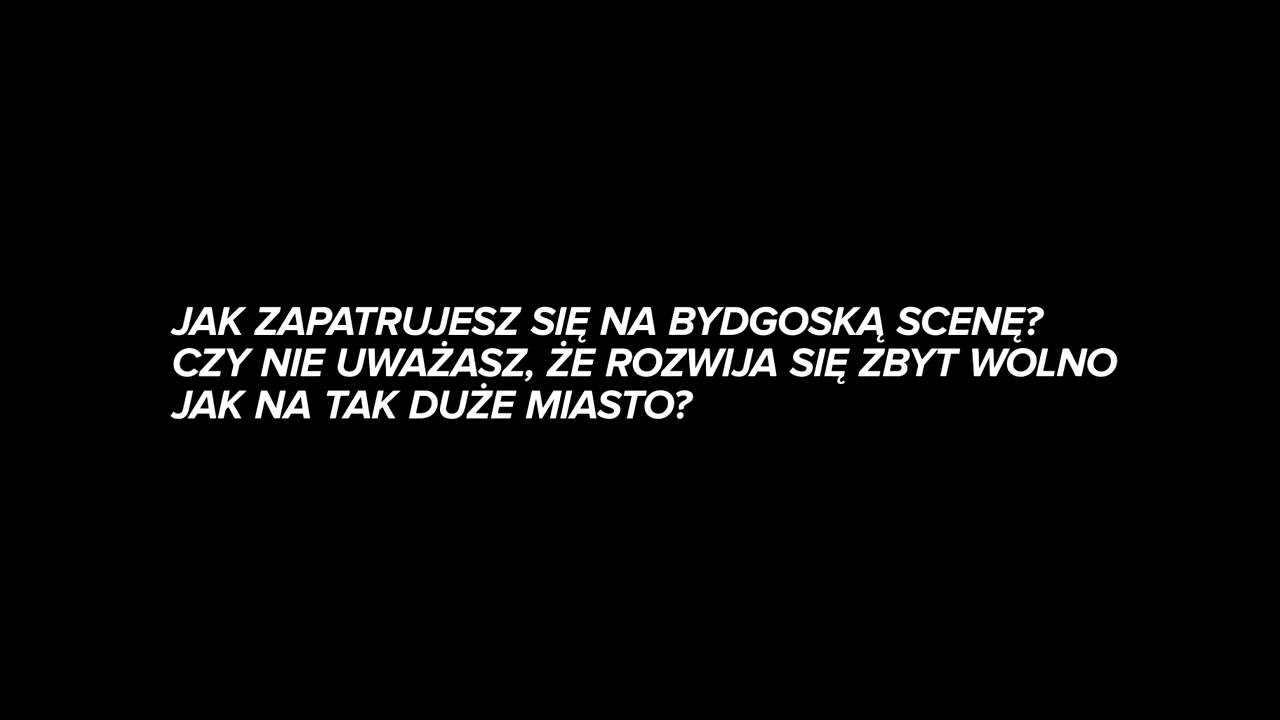 JAK ZAPATRUJESZ SIĘ NA BYDGOSKĄ SCENĘ?
CZY NIE UWAŻASZ, ŻE ROZWIJA SIĘ ZBYT WOLNO
JAK NA TAK DUŻE MIASTO?